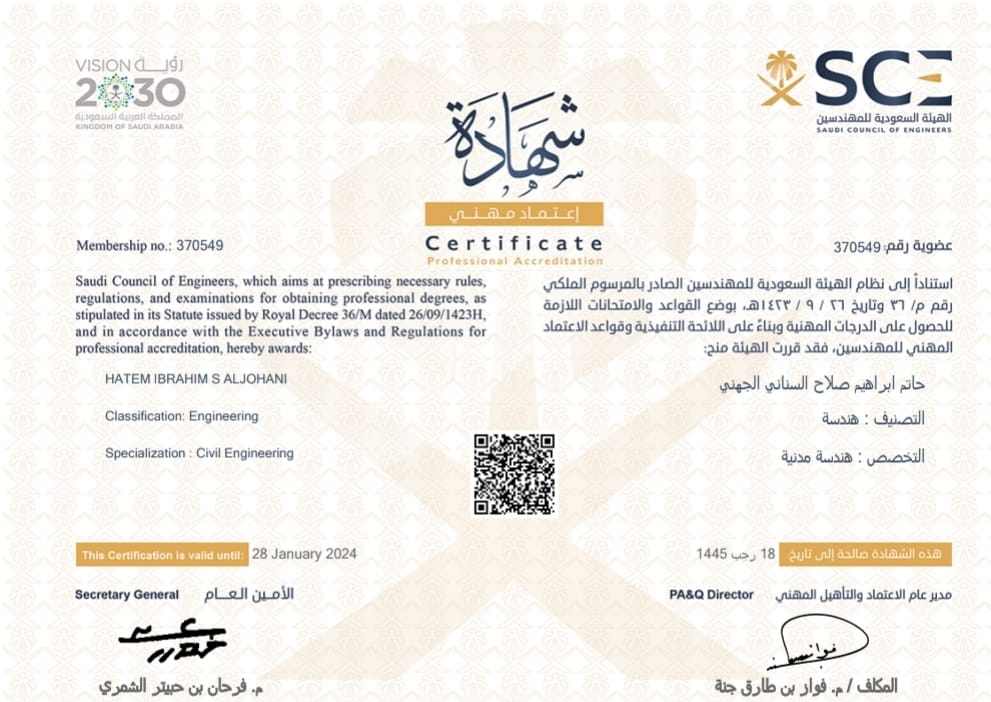 VISION رؤيـــة
2030
المملكة العربية السعودية
KINGDOM OF SAUDI ARABIA
SCE
الهيئة السعودية للمهندسين
SAUDI COUNCIL OF ENGINEERS
شهادة
إعـتـمـاد مـهـنـي
Certificate
Professional Accreditation
Membership no.: 370549
عضوية رقم: 370549
Saudi Council of Engineers, which aims at prescribing necessary rules,
regulations, and examinations for obtaining professional degrees, as
stipulated in its Statute issued by Royal Decree 36/M dated 26/09/1423H,
and in accordance with the Executive Bylaws and Regulations for
professional accreditation, hereby awards:
استناداً إلى نظام الهيئة السعودية للمهندسين الصادر بالمرسوم الملكي
رقم م/ ٣٦ وتاريخ ٢٦ / ٩ / ١٤٢٣هـ، بوضع القواعد والامتحانات اللازمة
للحصول على الدرجات المهنية وبناءً على اللائحة التنفيذية وقواعد الاعتماد
المهني للمهندسين، فقد قررت الهيئة منح:
HATEM IBRAHIM S ALJOHANI
Classification: Engineering
Specialization : Civil Engineering
حاتم ابراهيم صلاح السناني الجهني
التصنيف : هندسة
التخصص : هندسة مدنية
This Certification is valid until: 28 January 2024
هذه الشهادة صالحة إلى تاريخ: 18 رجب 1445
Secretary General الأمـين العـــام
PA&Q Director مدير عام الاعتماد والتأهيل المهني
م. فرحان بن حبيتر الشمري
المكلف / م. فواز بن طارق جنة